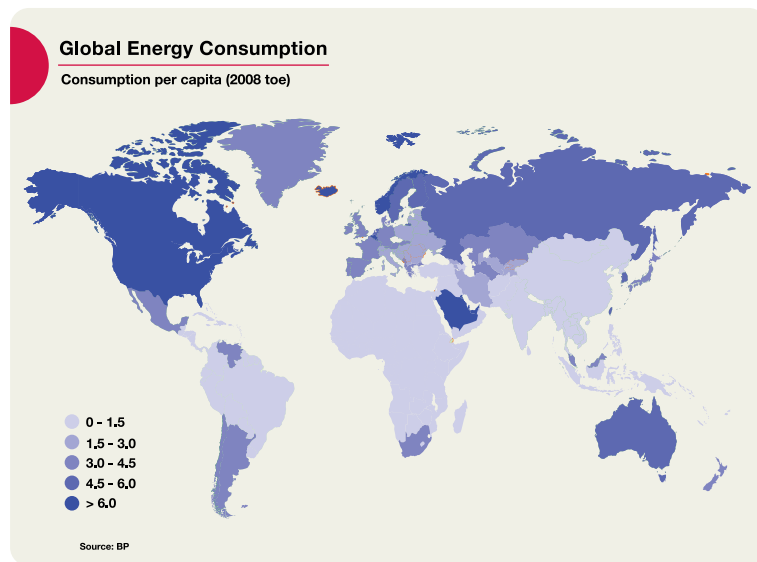 Global Energy Consumption
Consumption per capita (2008 toe)
0 - 1.5
1.5 - 3.0
3.0 - 4.5
4.5 - 6.0
> 6.0
Source: BP